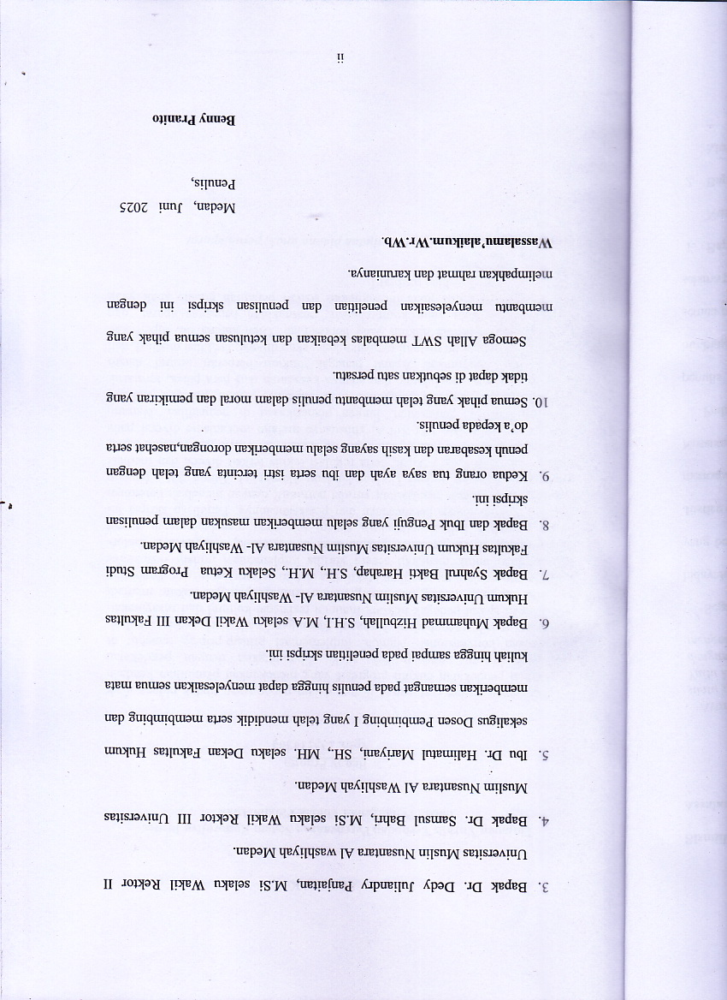 3. Bapak Dr. Dedy Juliandry Panjaitan, M.Si selaku Wakil Rektor II
Universitas Muslin Nusantara Al washliyah Medan.
4. Bapak Dr. Samsul Bahri, M.Si selaku Wakil Rektor III Universitas
Muslim Nusantara Al Washliyah Medan.
5. Ibu Dr. Halimatul Mariyani, SH., MH. selaku Dekan Fakultas Hukum
sekaligus Dosen Pembimbing I yang telah mendidik serta membimbing dan
memberikan semangat pada penulis hingga dapat menyelesaikan semua mata
kuliah hingga sampai pada penelitian skripsi ini.
6. Bapak Muhammad Hizbullah, S.H.I, M.A selaku Wakil Dekan III Fakultas
Hukum Universitas Muslim Nusantara Al- Washliyah Medan.
7. Bapak Syahrul Bakti Harahap, S.H., M.H., Selaku Ketua Program Studi
Fakultas Hukum Universitas Muslim Nusantara Al- Washliyah Medan.
8. Bapak dan Ibuk Penguji yang selalu memberikan masukan dalam penulisan
skripsi ini.
9. Kedua orang tua saya ayah dan ibu serta istri tercinta yang telah dengan
penuh kesabaran dan kasih sayang selalu memberikan dorongan,nasehat serta
do’a kepada penulis.
10. Semua pihak yang telah membantu penulis dalam moral dan pemikiran yang
tidak dapat di sebutkan satu persatu.
Semoga Allah SWT membalas kebaikan dan ketulusan semua pihak yang
membantu menyelesaikan penelitian dan penulisan skripsi ini dengan
melimpahkan rahmat dan karunianya.
Wassalamu’alaikum.Wr.Wb.
Medan, Juni 2025
Penulis,
Benny Pranito
ii